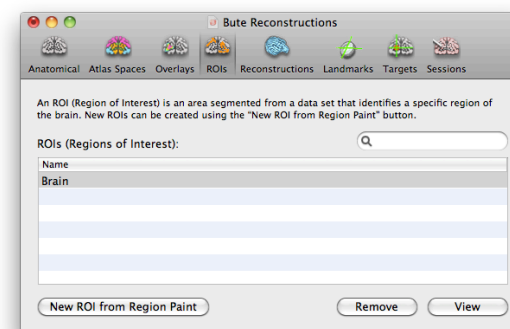 Bute Reconstructions
Anatomical Atlas Spaces Overlays ROIs Reconstructions Landmarks Targets Sessions
An ROI (Region of Interest) is an area segmented from a data set that identifies a specific region of
the brain. New ROIs can be created using the "New ROI from Region Paint" button.
ROIs (Regions of Interest):
Name
Brain
New ROI from Region Paint Remove View